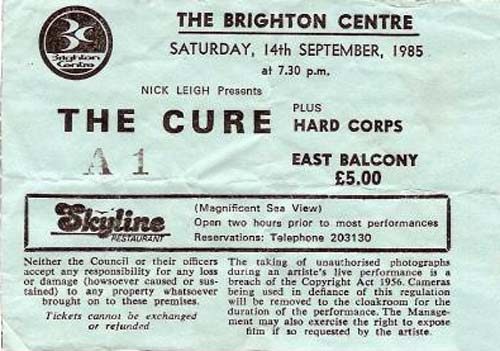 THE BRIGHTON CENTRE
Brighton
Centre
SATURDAY, 14th SEPTEMBER, 1985
at 7.30 p.m.
NICK LEIGH Presents
THE CURE
PLUS
HARD CORPS
A 1
EAST BALCONY
£5.00
Skyline
RESTAURANT
(Magnificent Sea View)
Open two hours prior to most performances
Reservations: Telephone 203130
Neither the Council or their officers
accept any responsibility for any loss
or damage (howsoever caused or sus-
tained) to any property whatsoever
brought on to these premises.
Tickets cannot be exchanged
or refunded
The taking of unauthorised photographs
during an artiste's live performance is a
breach of the Copyright Act 1956. Cameras
being used in defiance of this regulation
will be removed to the cloakroom for the
duration of the performance. The Manage-
ment may also exercise the right to expose
film if so requested by the artiste.